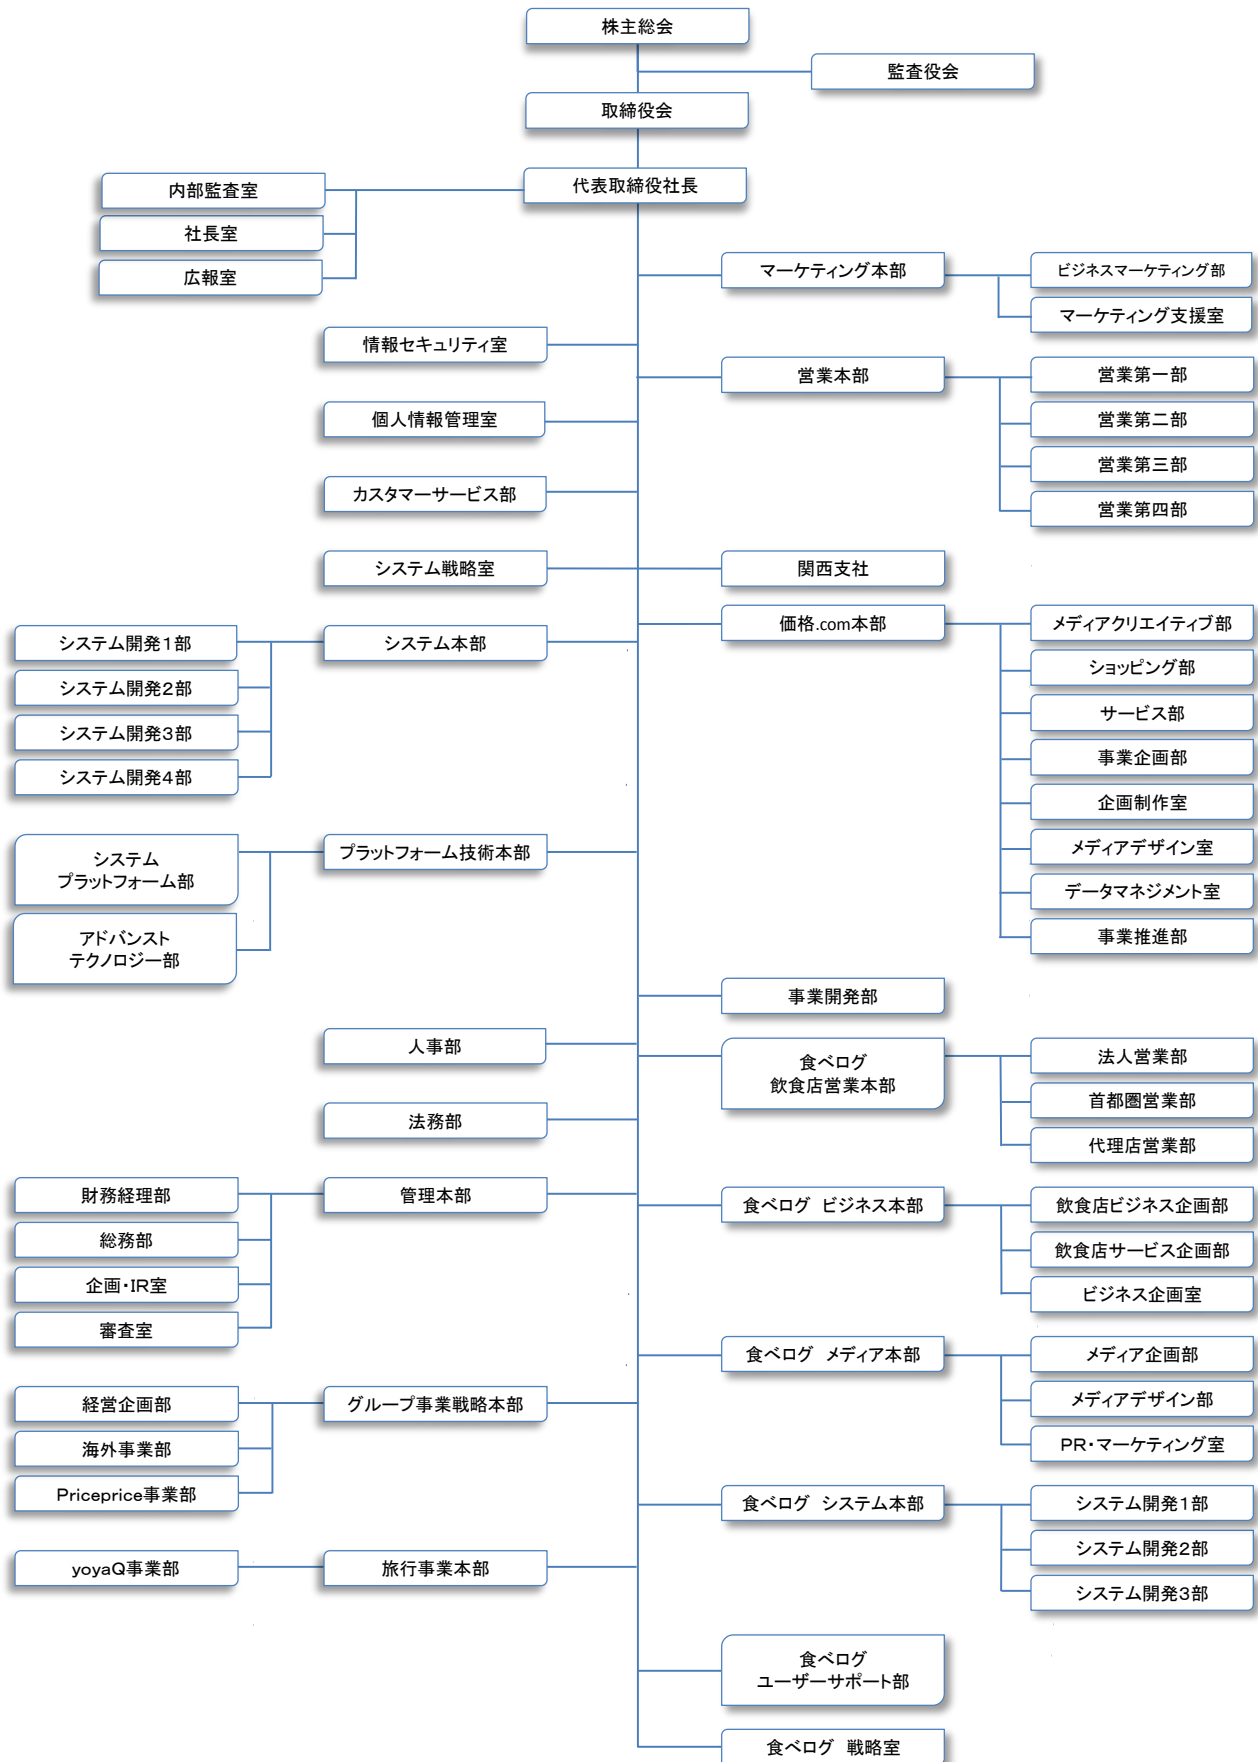 株主総会
監査役会
取締役会
代表取締役社長
内部監査室
社長室
広報室
マーケティング本部
ビジネスマーケティング部
マーケティング支援室
情報セキュリティ室
営業本部
営業第一部
営業第二部
営業第三部
営業第四部
個人情報管理室
カスタマーサービス部
システム戦略室
関西支社
価格.com本部
メディアクリエイティブ部
ショッピング部
サービス部
事業企画部
企画制作室
メディアデザイン室
データマネジメント室
事業推進部
システム本部
システム開発1部
システム開発2部
システム開発3部
システム開発4部
プラットフォーム技術本部
システム
プラットフォーム部
アドバンスト
テクノロジー部
事業開発部
人事部
食べログ
飲食店営業本部
法人営業部
首都圏営業部
代理店営業部
法務部
管理本部
財務経理部
総務部
企画・IR室
審査室
食べログ ビジネス本部
飲食店ビジネス企画部
飲食店サービス企画部
ビジネス企画室
食べログ メディア本部
メディア企画部
メディアデザイン部
PR・マーケティング室
グループ事業戦略本部
経営企画部
海外事業部
Priceprice事業部
食べログ システム本部
システム開発1部
システム開発2部
システム開発3部
旅行事業本部
yoyaQ事業部
食べログ
ユーザーサポート部
食べログ 戦略室